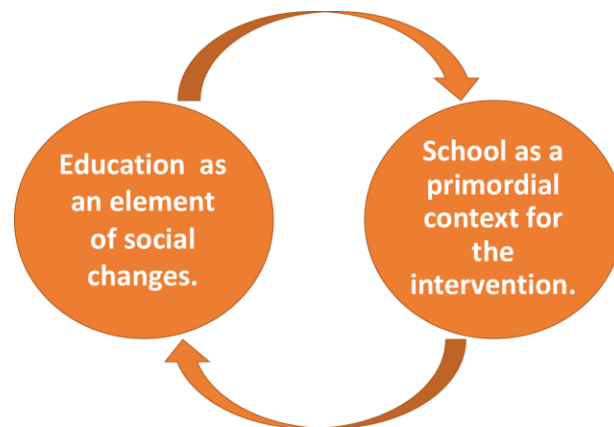 Education as
an element
of social
changes.
School as a
primordial
context for
the
intervention.